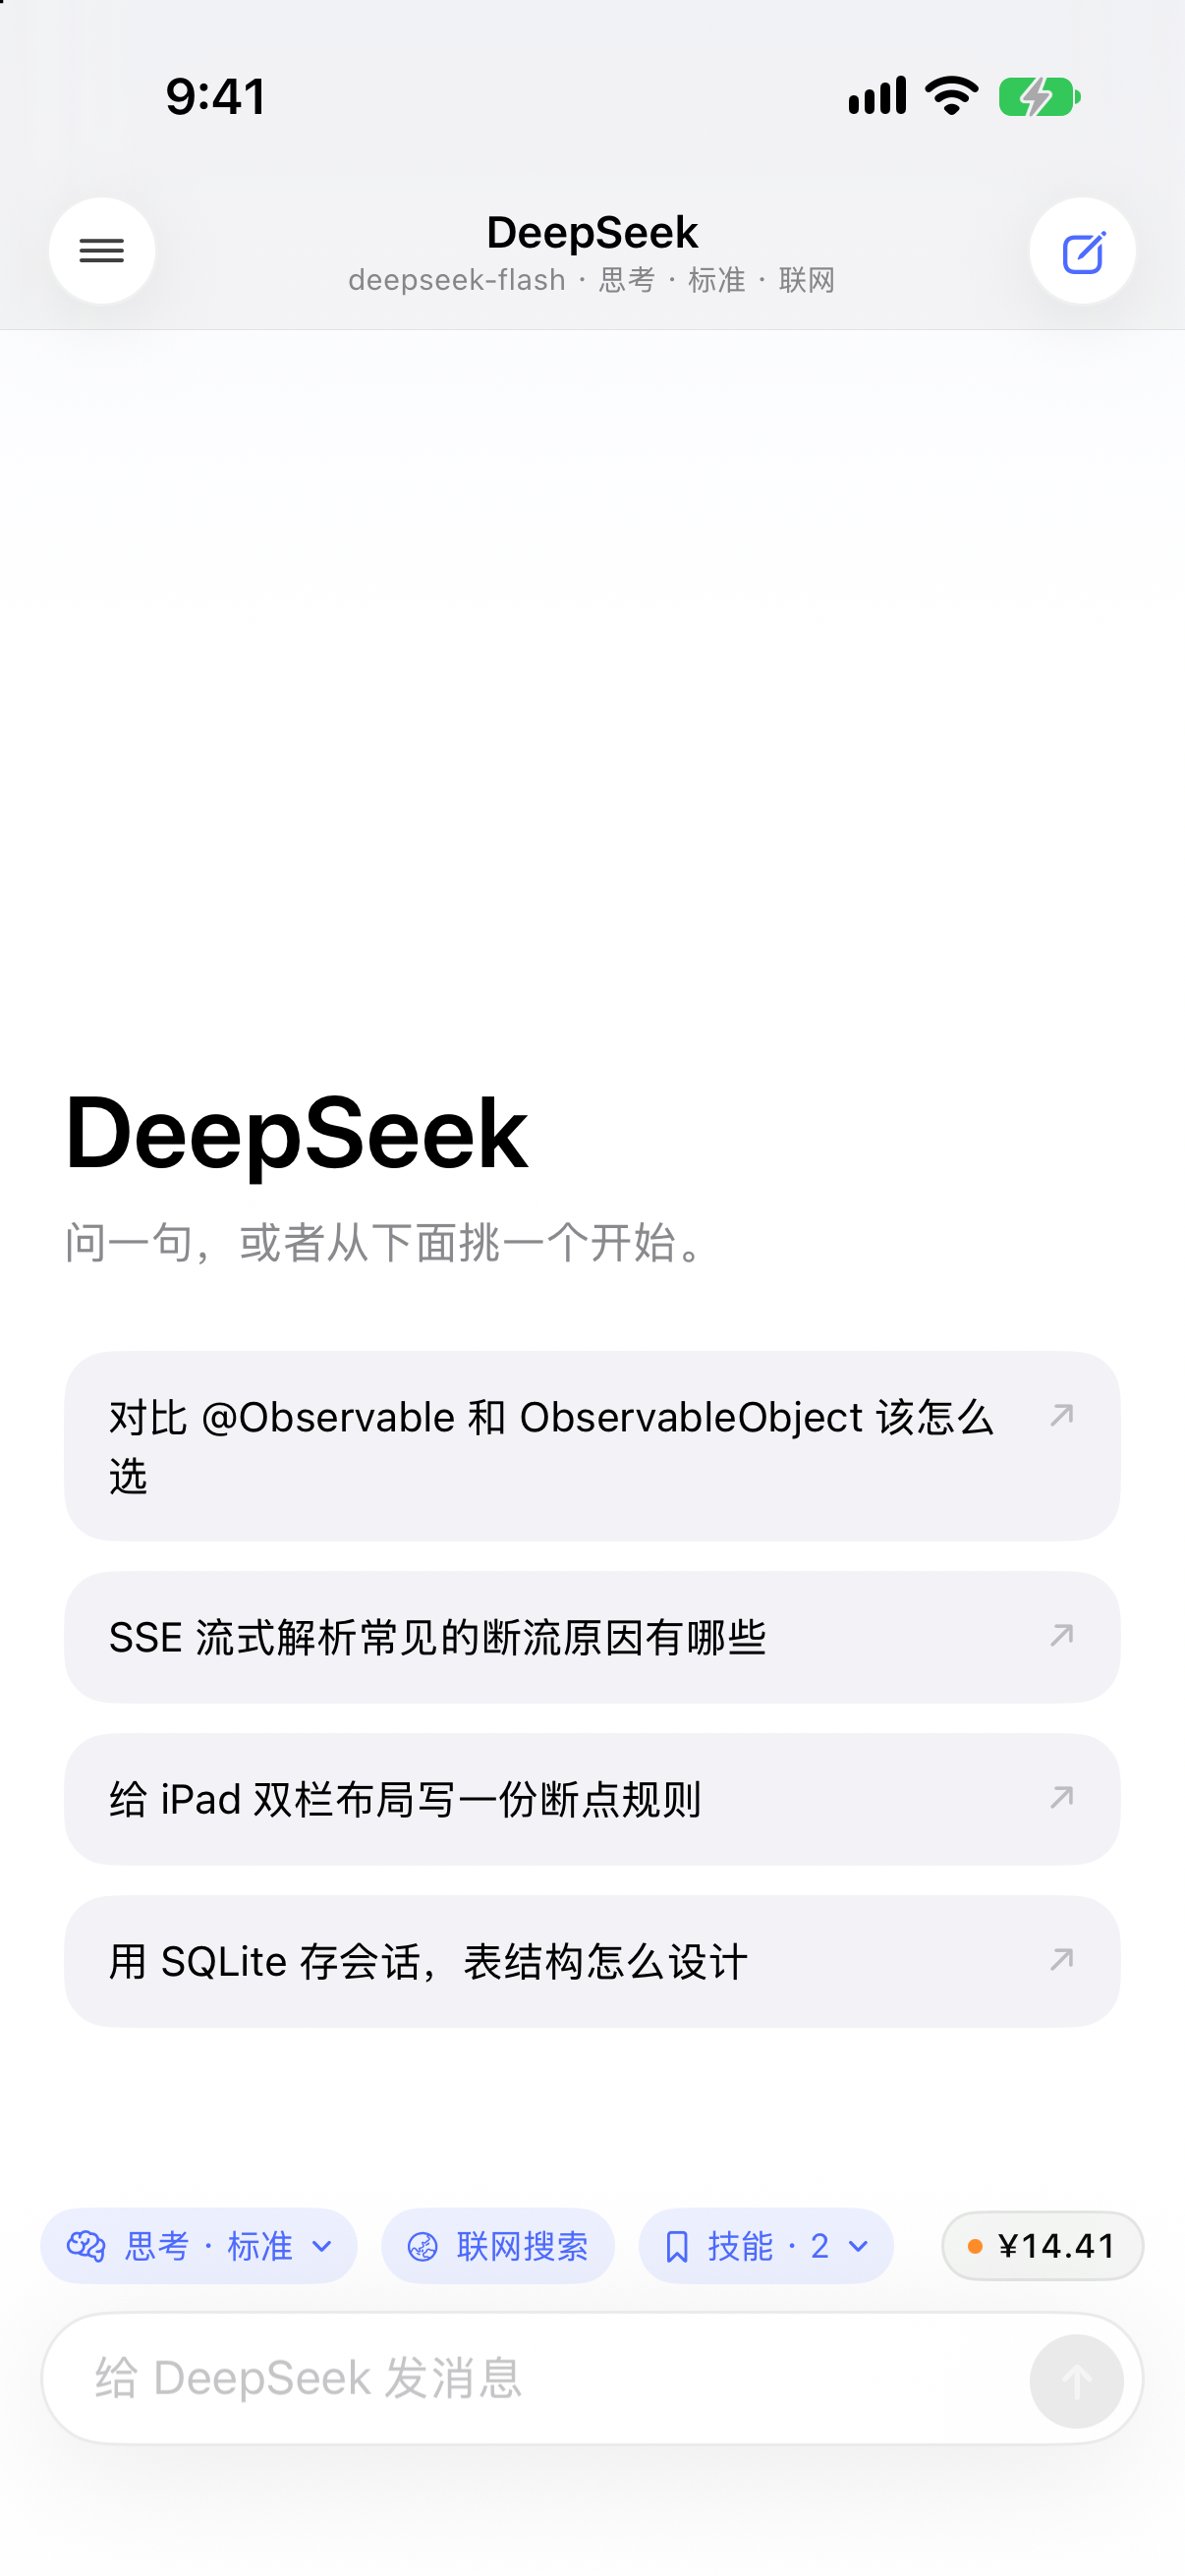 9:41
DeepSeek
deepseek-flash · 思考 · 标准 · 联网
DeepSeek
问一句，或者从下面挑一个开始。
对比 @Observable 和 ObservableObject 该怎么
选
SSE 流式解析常见的断流原因有哪些
给 iPad 双栏布局写一份断点规则
用 SQLite 存会话，表结构怎么设计
思考 · 标准
联网搜索
技能 · 2
¥14.41
给 DeepSeek 发消息